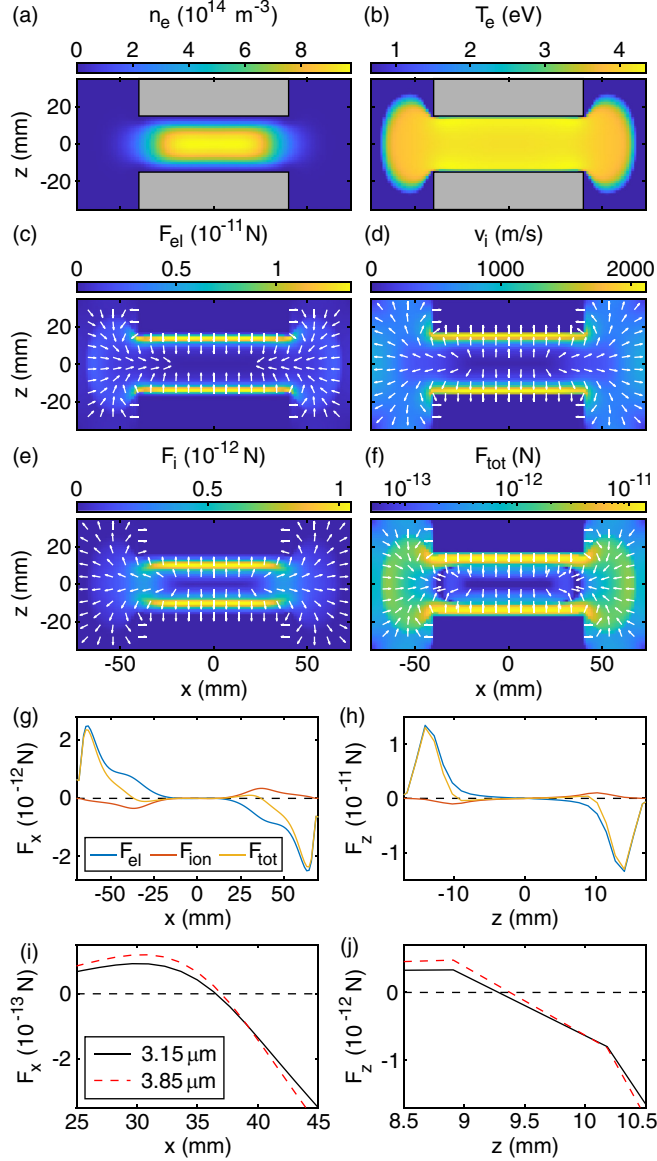 (a) n_e (10^14 m^-3) (b) T_e (eV)
0 2 4 6 8 1 2 3 4
z (mm)
20
0
-20
(c) F_el (10^-11 N) (d) v_i (m/s)
0 0.5 1 0 1000 2000
z (mm)
20
0
-20
20
0
-20
(e) F_i (10^-12 N) (f) F_tot (N)
0 0.5 1 10^-13 10^-12 10^-11
z (mm)
20
0
-20
20
0
-20
-50 0 50 -50 0 50
x (mm) x (mm)
(g) (h)
F_x (10^-12 N)
2
0
-2
F_z (10^-11 N)
1
0
-1
F_el F_ion F_tot
-50 -25 0 25 50 -10 0 10
x (mm) z (mm)
(i) (j)
F_x (10^-13 N)
0
-2
F_z (10^-12 N)
0
-1
3.15 μm
3.85 μm
25 30 35 40 45 8.5 9 9.5 10 10.5
x (mm) z (mm)